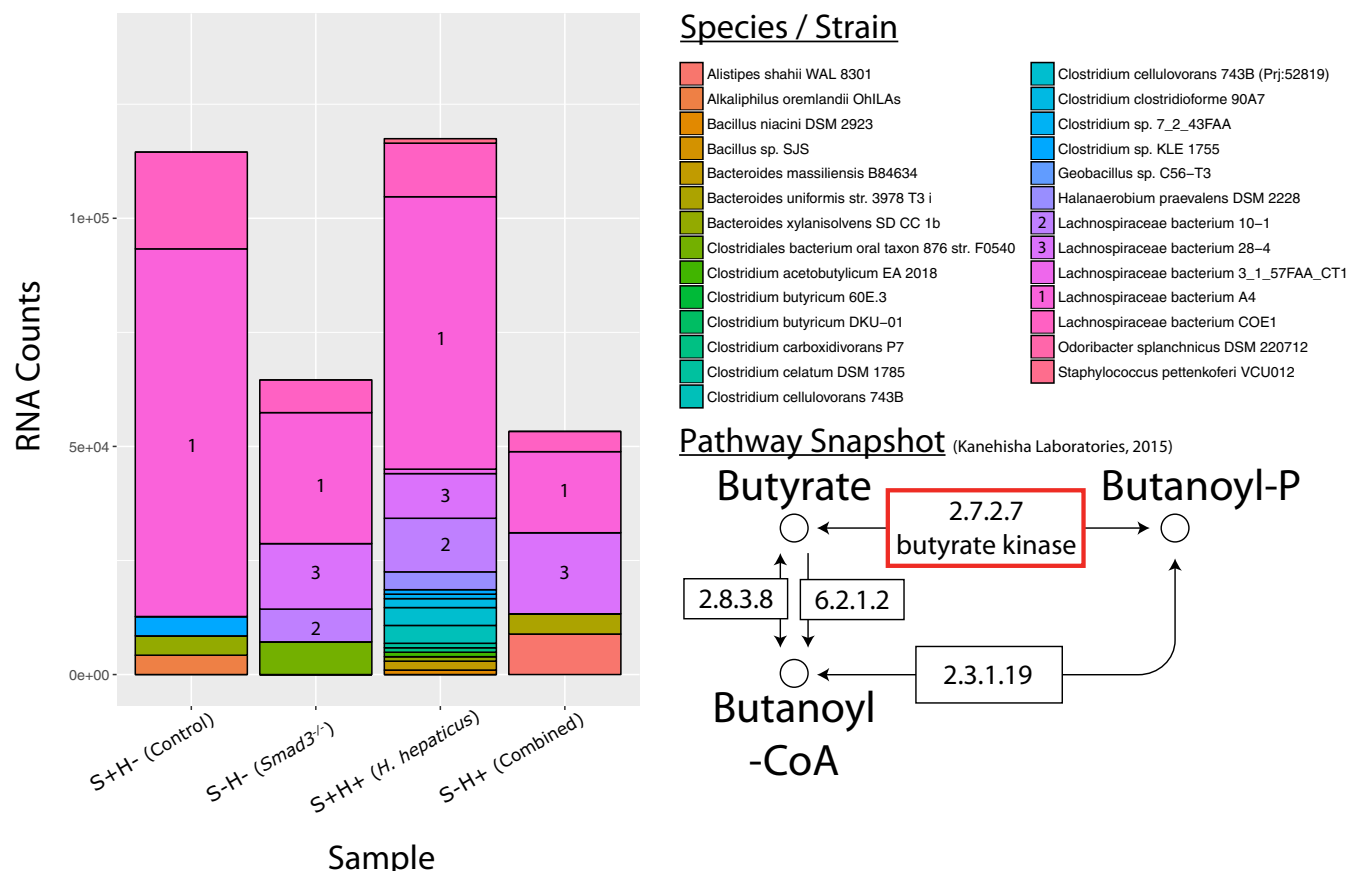 RNA Counts
1e+05
5e+04
0e+00
1
1
3
2
1
3
2
1
3
S+H- (Control)
S-H- (Smad3-/-)
S+H+ (H. hepaticus)
S-H+ (Combined)
Sample
Species / Strain
Alistipes shahii WAL 8301
Alkaliphilus oremlandii OhILAs
Bacillus niacini DSM 2923
Bacillus sp. SJS
Bacteroides massiliensis B84634
Bacteroides uniformis str. 3978 T3 i
Bacteroides xylanisolvens SD CC 1b
Clostridiales bacterium oral taxon 876 str. F0540
Clostridium acetobutylicum EA 2018
Clostridium butyricum 60E.3
Clostridium butyricum DKU−01
Clostridium carboxidivorans P7
Clostridium celatum DSM 1785
Clostridium cellulovorans 743B
Clostridium cellulovorans 743B (Prj:52819)
Clostridium clostridioforme 90A7
Clostridium sp. 7_2_43FAA
Clostridium sp. KLE 1755
Geobacillus sp. C56−T3
Halanaerobium praevalens DSM 2228
2 Lachnospiraceae bacterium 10−1
3 Lachnospiraceae bacterium 28−4
Lachnospiraceae bacterium 3_1_57FAA_CT1
1 Lachnospiraceae bacterium A4
Lachnospiraceae bacterium COE1
Odoribacter splanchnicus DSM 220712
Staphylococcus pettenkoferi VCU012
Pathway Snapshot (Kanehisha Laboratories, 2015)
Butyrate
Butanoyl-P
2.7.2.7
butyrate kinase
2.8.3.8
6.2.1.2
2.3.1.19
Butanoyl
-CoA